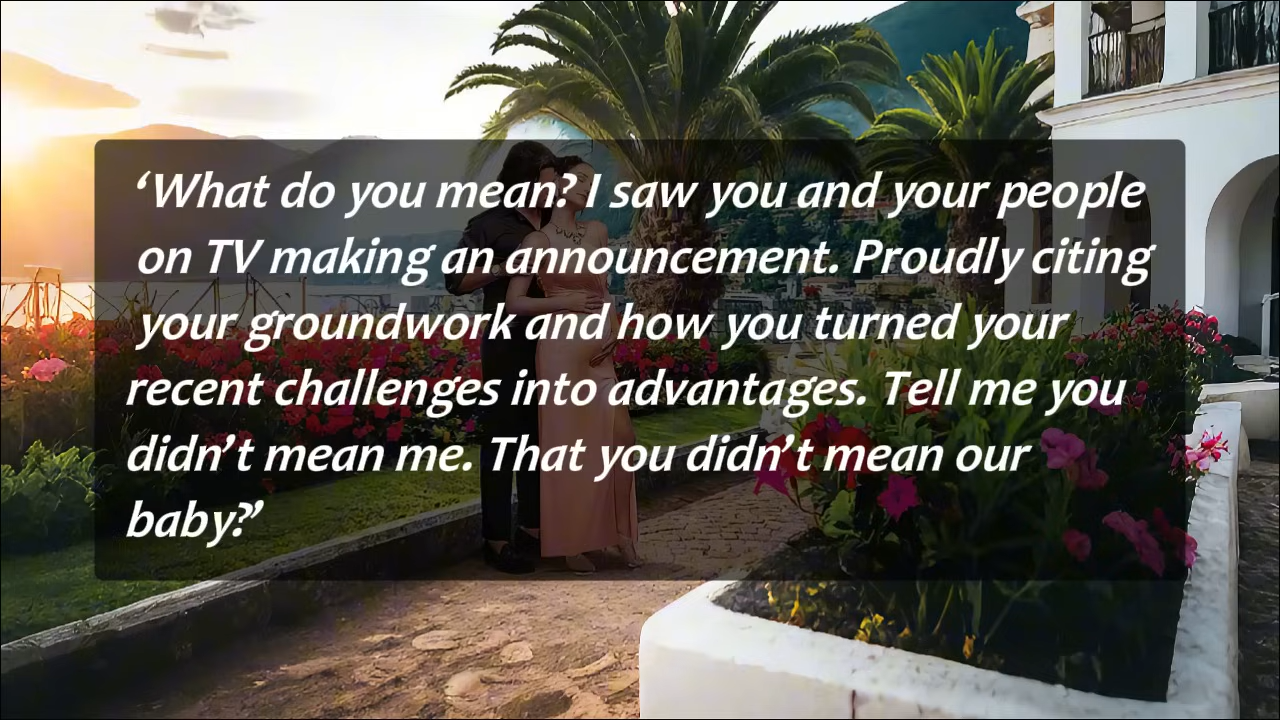 ‘What do you mean? I saw you and your people
on TV making an announcement. Proudly citing
your groundwork and how you turned your
recent challenges into advantages. Tell me you
didn’t mean me. That you didn’t mean our
baby?’